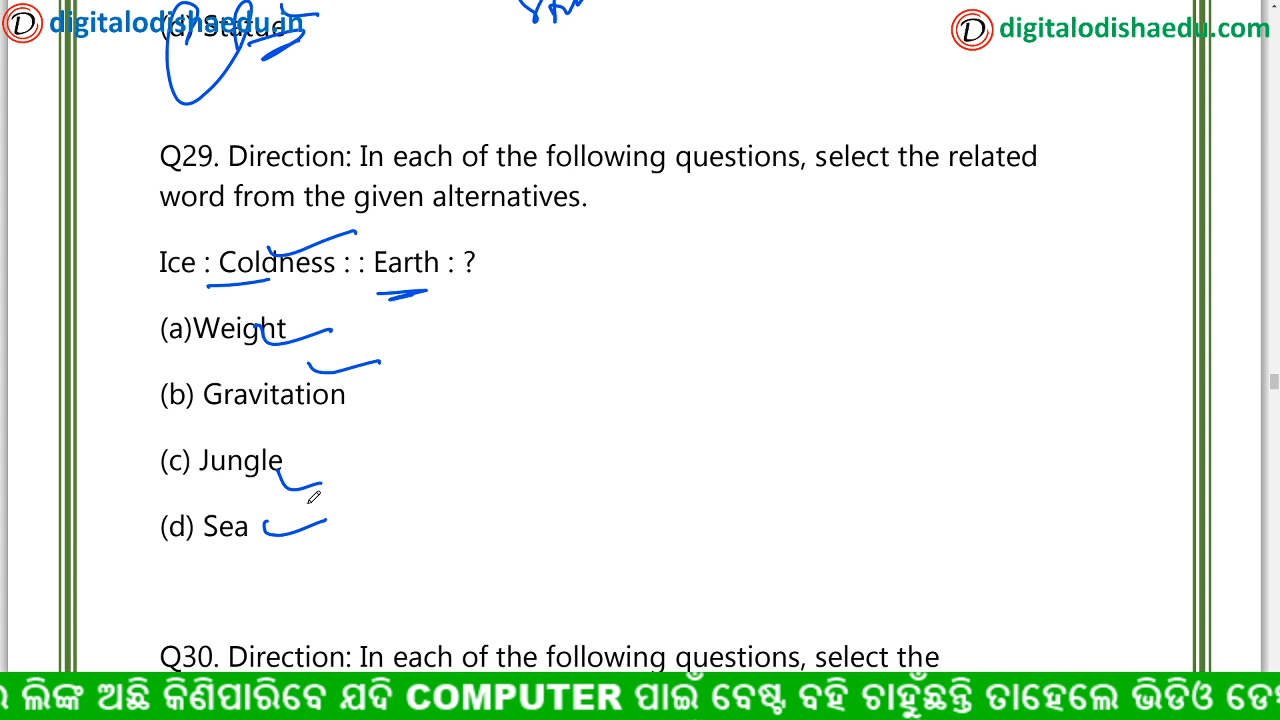 digitalodishaedu.in
digitalodishaedu.com
(d) Statue
Q29. Direction: In each of the following questions, select the related
word from the given alternatives.
Ice : Coldness : : Earth : ?
(a)Weight
(b) Gravitation
(c) Jungle
(d) Sea
Q30. Direction: In each of the following questions, select the
ଲିଙ୍କ ଅଛି କିଣିପାରିବେ ଯଦି COMPUTER ପାଇଁ ବେଷ୍ଟ ବହି ଚାହୁଁଛନ୍ତି ତାହେଲେ ଭିଡିଓ